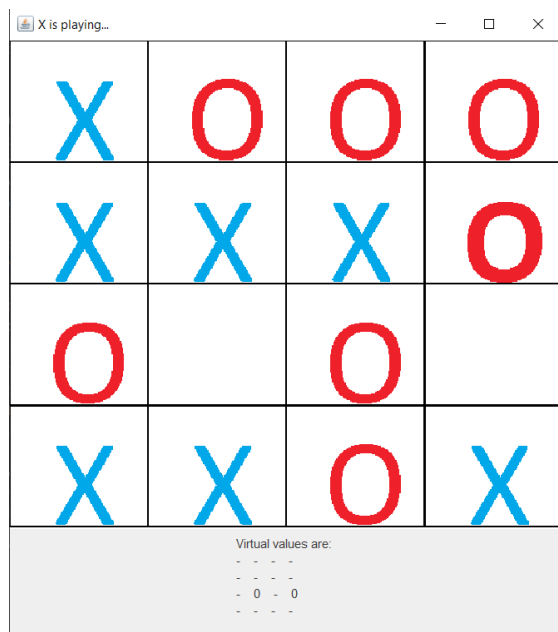 X is playing...
X O O O
X X X O
O O
X X O X
Virtual values are:
- - - -
- - - -
- 0 - 0
- - - -